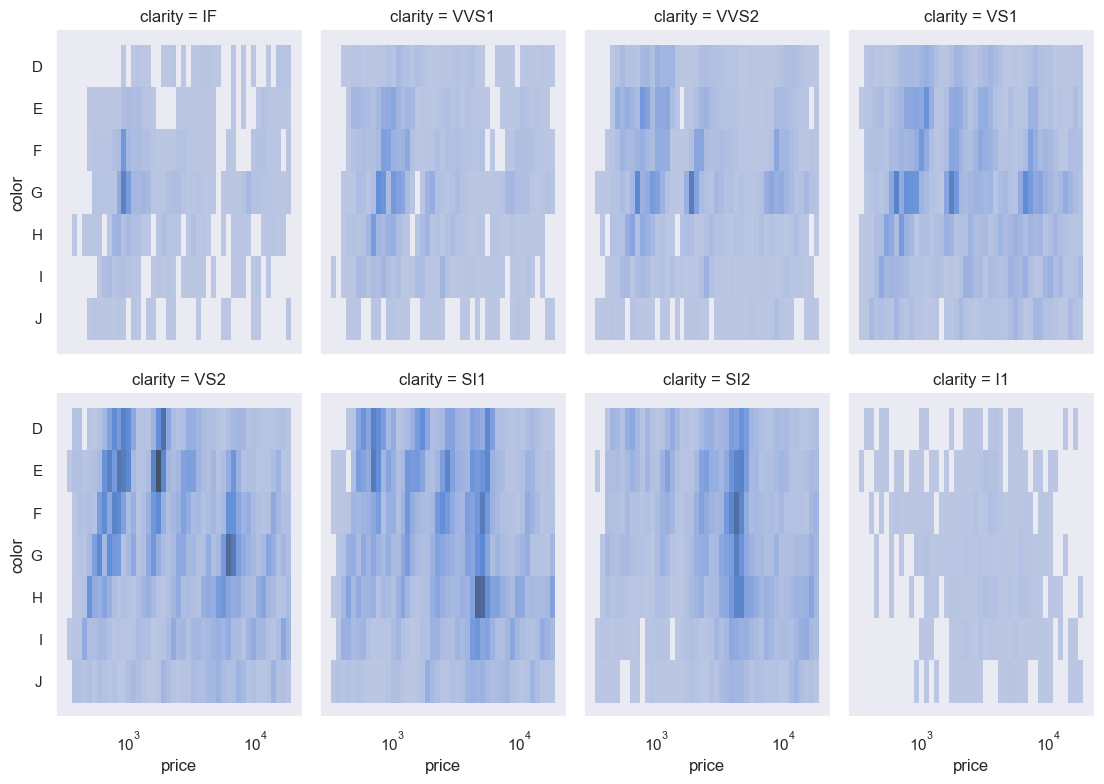 clarity = IF
clarity = VVS1
clarity = VVS2
clarity = VS1
color
D
E
F
G
H
I
J
clarity = VS2
clarity = SI1
clarity = SI2
clarity = I1
color
D
E
F
G
H
I
J
10³ 10⁴
price
10³ 10⁴
price
10³ 10⁴
price
10³ 10⁴
price